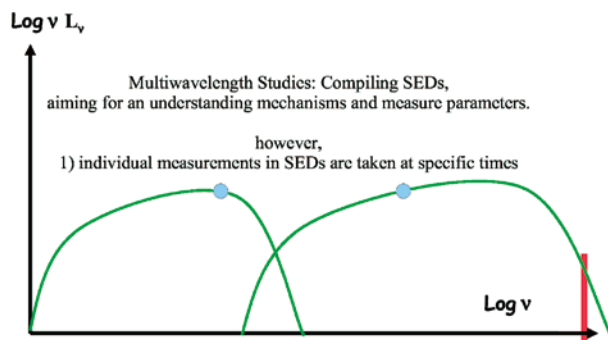 Log ν Lᵥ
Multiwavelength Studies: Compiling SEDs,
aiming for an understanding mechanisms and measure parameters.
however,
1) individual measurements in SEDs are taken at specific times
Log ν